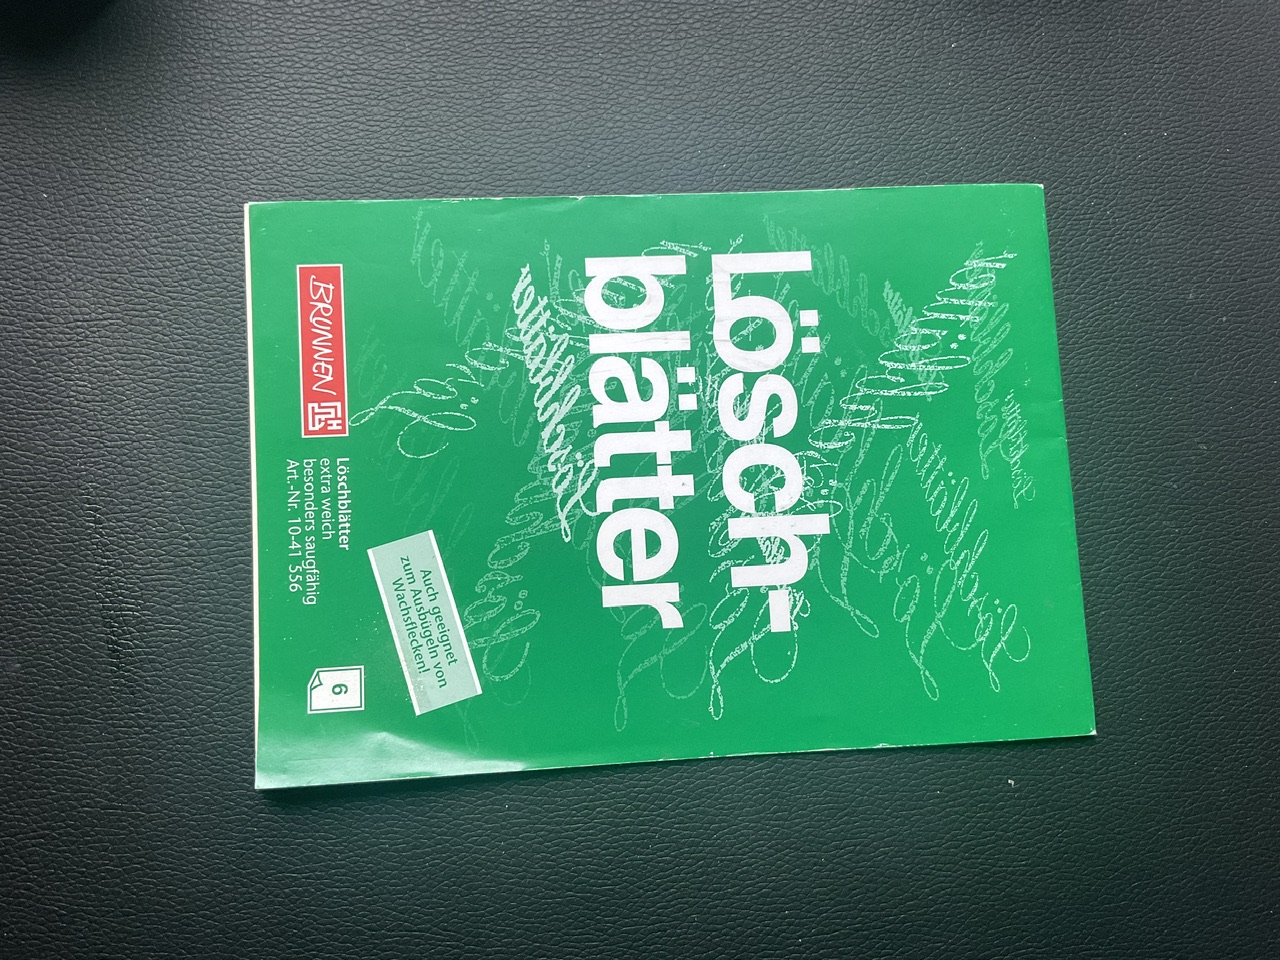 Lösch-
blätter
Auch geeignet
zum Ausbügeln von
Wachsflecken!
BRUNNEN
Löschblätter
extra weich
besonders saugfähig
Art.-Nr. 10-41 556
6